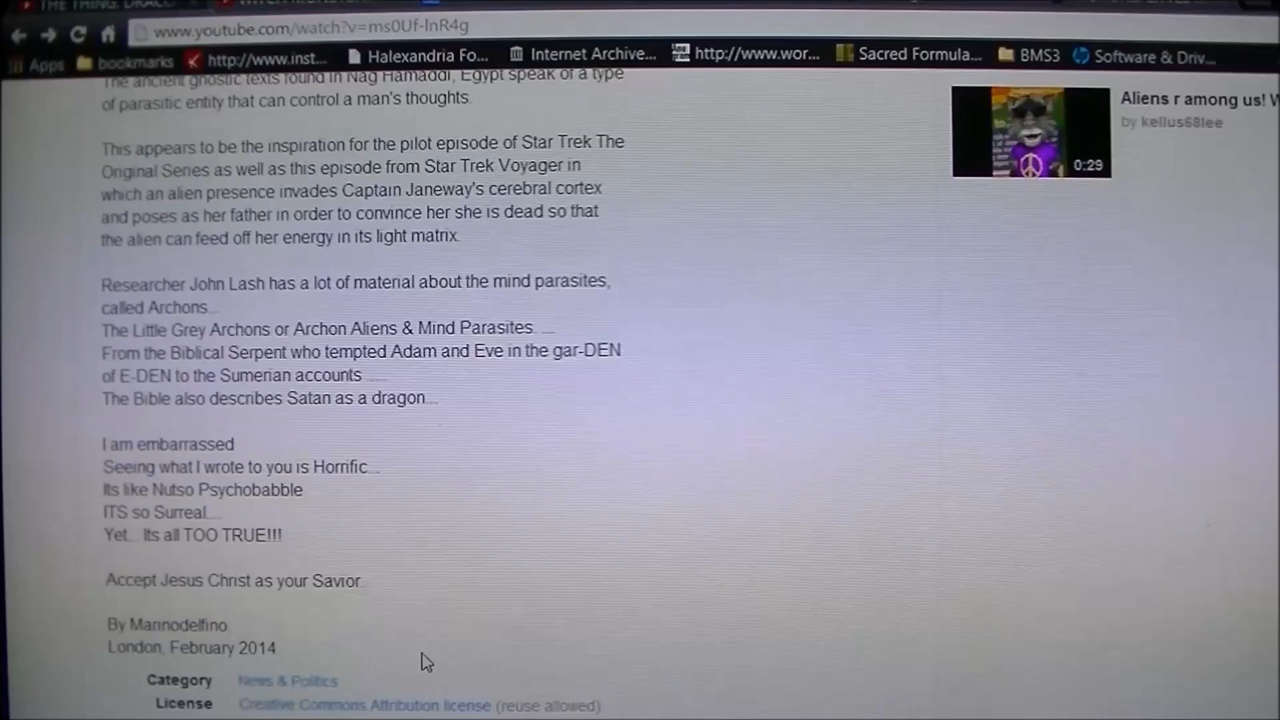 www.youtube.com/watch?v=ms0Uf-lnR4g
Apps bookmarks http://www.inst... Halexandria Fo... Internet Archive... http://www.wor... Sacred Formula... BMS3 Software & Driv...
The ancient gnostic texts found in Nag Hamaddi, Egypt speak of a type
of parasitic entity that can control a man's thoughts.
This appears to be the inspiration for the pilot episode of Star Trek The
Original Series as well as this episode from Star Trek Voyager in
which an alien presence invades Captain Janeway's cerebral cortex
and poses as her father in order to convince her she is dead so that
the alien can feed off her energy in its light matrix.
Researcher John Lash has a lot of material about the mind parasites,
called Archons...
The Little Grey Archons or Archon Aliens & Mind Parasites. ....
From the Biblical Serpent who tempted Adam and Eve in the gar-DEN
of E-DEN to the Sumerian accounts .....
The Bible also describes Satan as a dragon...
I am embarrassed
Seeing what I wrote to you is Horrific...
Its like Nutso Psychobabble
ITS so Surreal...
Yet... Its all TOO TRUE!!!
Accept Jesus Christ as your Savior.
By Mannodelfino
London, February 2014
Category News & Politics
License Creative Commons Attribution license (reuse allowed)
Aliens r among us! W
by kellus68lee
0:29